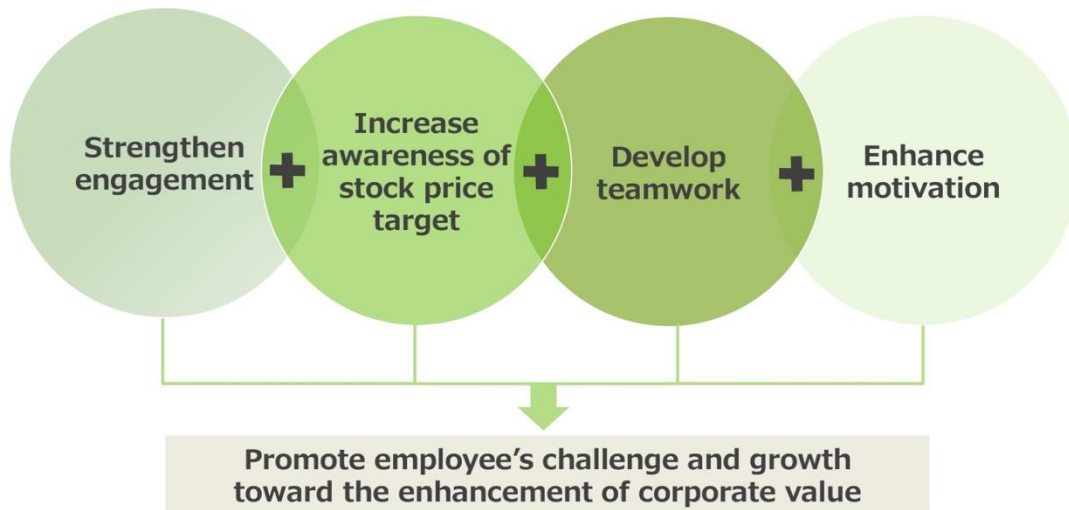 Strengthen
engagement
Increase
awareness of
stock price
target
Develop
teamwork
Enhance
motivation
Promote employee’s challenge and growth
toward the enhancement of corporate value